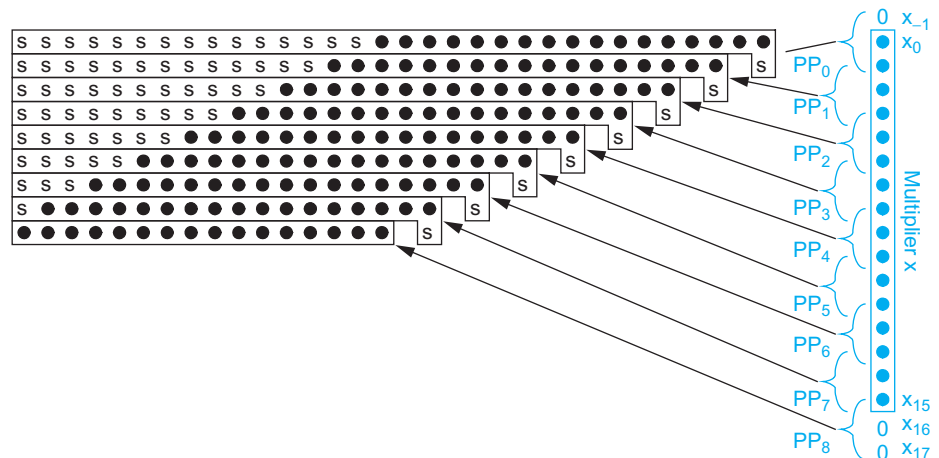 0 x₋₁
s s s s s s s s s s s s s s s x₀
s s s s s s s s s s s s s s PP₀
s s s s s s s s s s s s
PP₁
s s s s s s s s s s
s s s s s s s s PP₂
s s s s s s
s s s s PP₃
s s
s PP₄
Multiplier x
PP₅
PP₆
PP₇ x₁₅
0 x₁₆
PP₈ 0 x₁₇